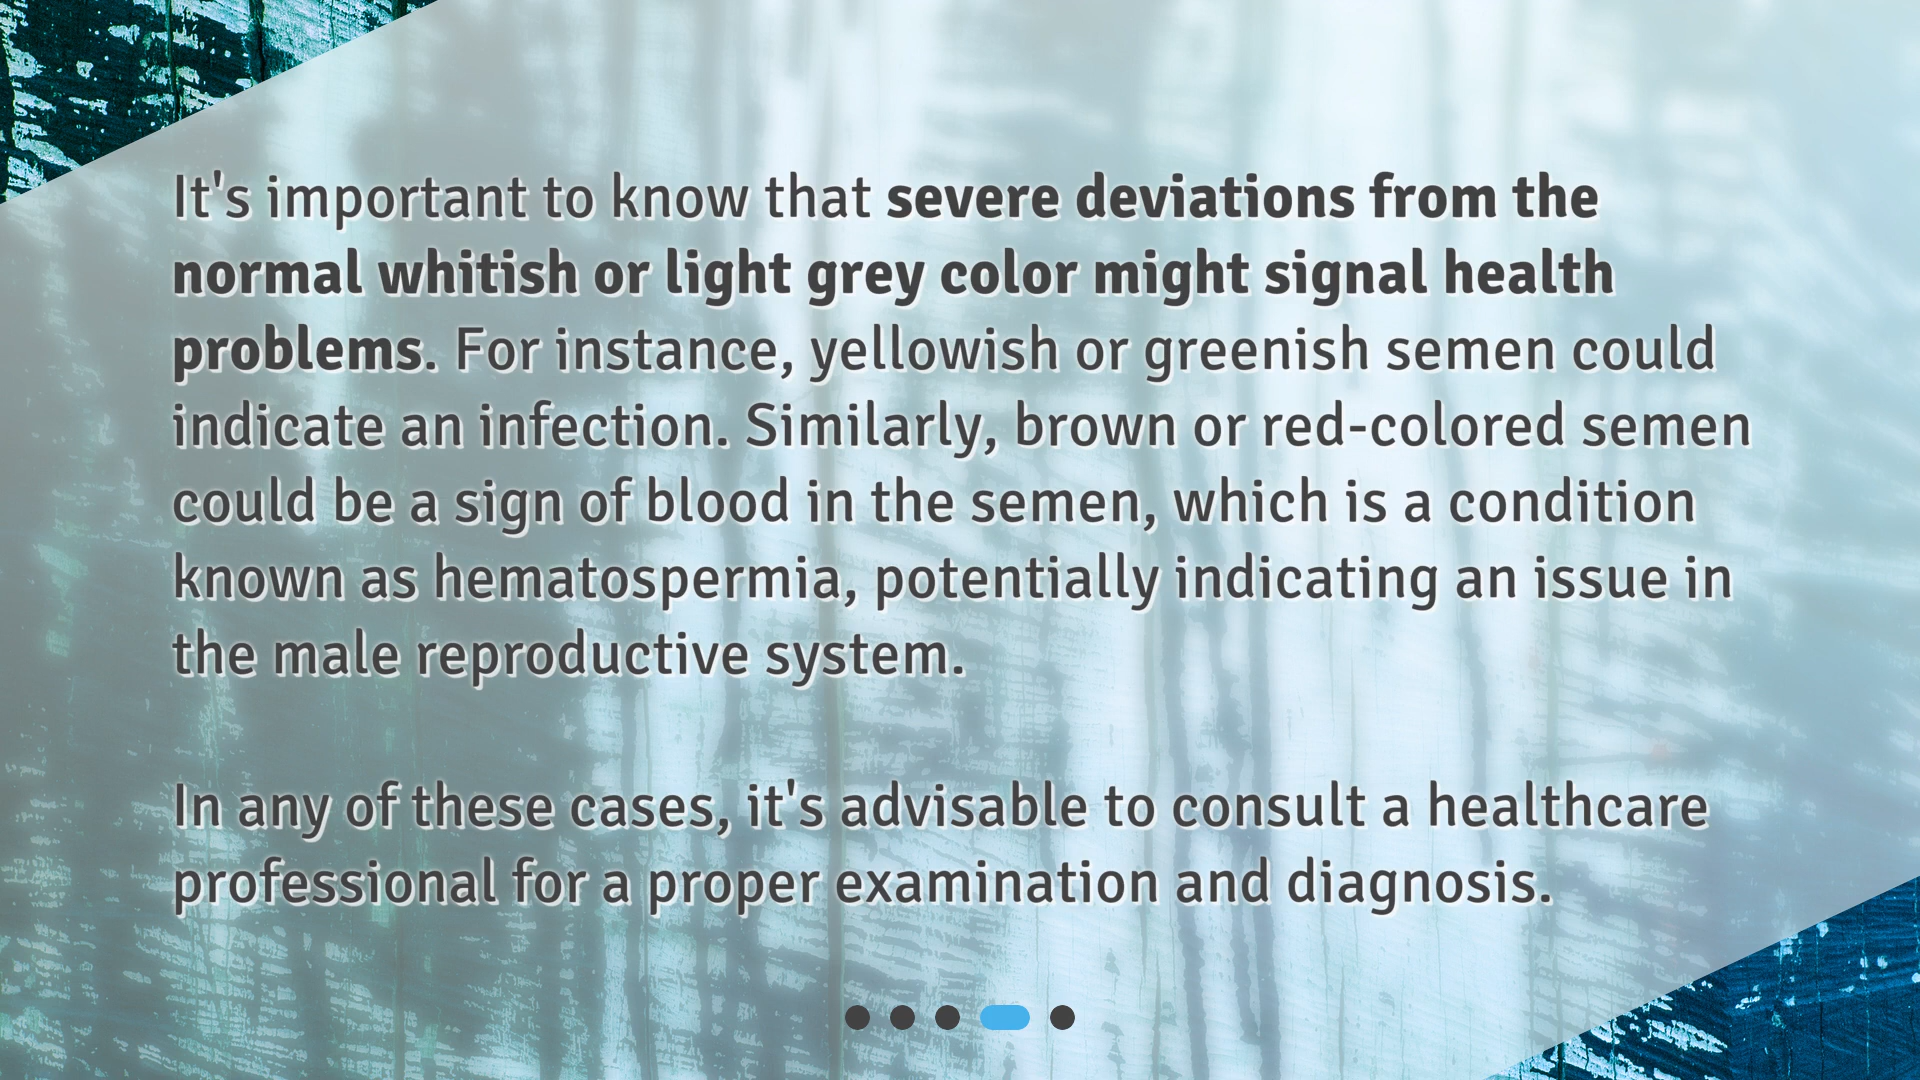 It's important to know that severe deviations from the
normal whitish or light grey color might signal health
problems. For instance, yellowish or greenish semen could
indicate an infection. Similarly, brown or red-colored semen
could be a sign of blood in the semen, which is a condition
known as hematospermia, potentially indicating an issue in
the male reproductive system.
In any of these cases, it's advisable to consult a healthcare
professional for a proper examination and diagnosis.